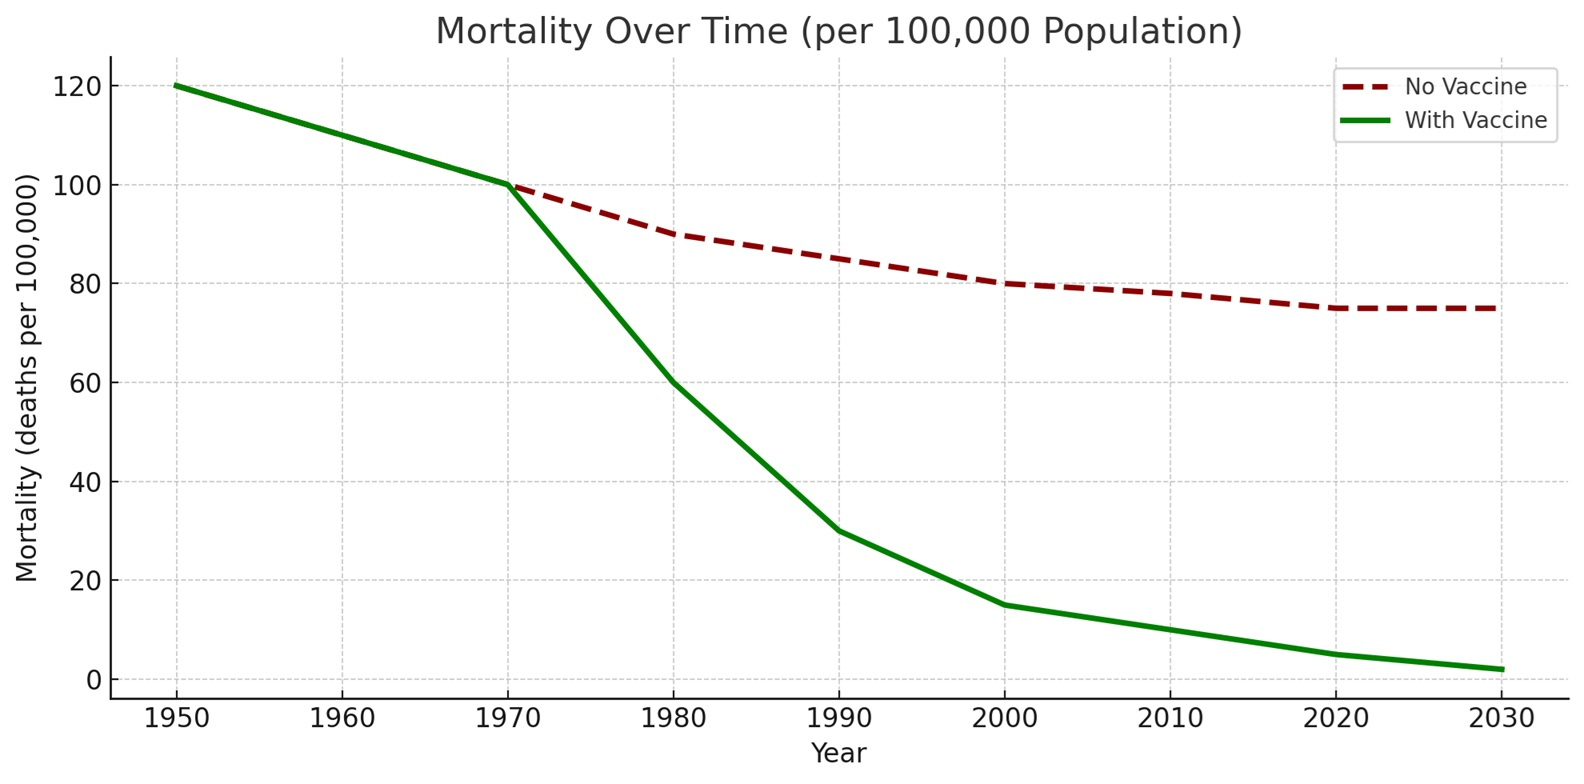 Mortality Over Time (per 100,000 Population)
No Vaccine
With Vaccine
Mortality (deaths per 100,000)
120
100
80
60
40
20
0
1950 1960 1970 1980 1990 2000 2010 2020 2030
Year